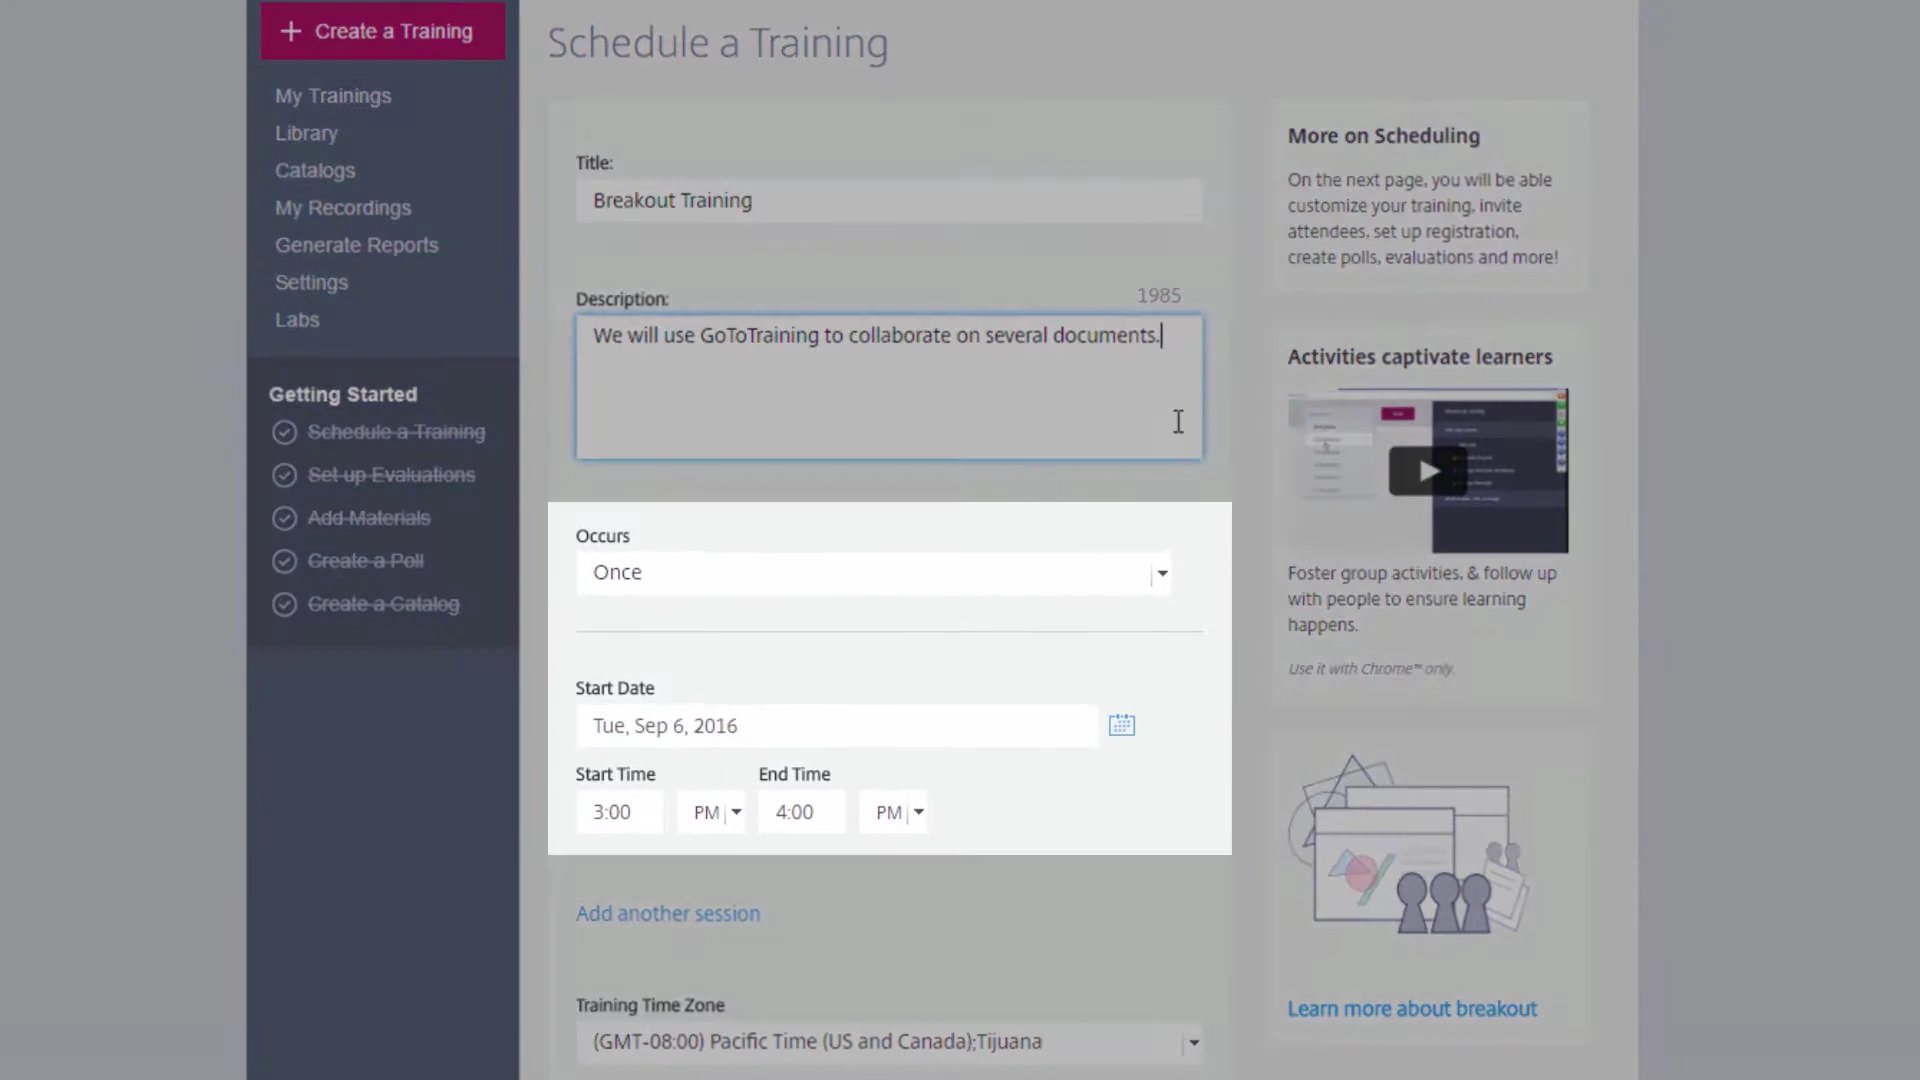 Create a Training
My Trainings
Library
Catalogs
My Recordings
Generate Reports
Settings
Labs
Getting Started
Schedule a Training
Set up Evaluations
Add Materials
Create a Poll
Create a Catalog
Schedule a Training
Title:
Breakout Training
Description:
1985
We will use GoToTraining to collaborate on several documents.
Occurs
Once
Start Date
Tue, Sep 6, 2016
Start Time
End Time
3:00
PM
4:00
PM
Add another session
Training Time Zone
(GMT-08:00) Pacific Time (US and Canada);Tijuana
More on Scheduling
On the next page, you will be able
customize your training, invite
attendees, set up registration,
create polls, evaluations and more!
Activities captivate learners
Foster group activities, & follow up
with people to ensure learning
happens.
Use it with Chrome™ only.
Learn more about breakout